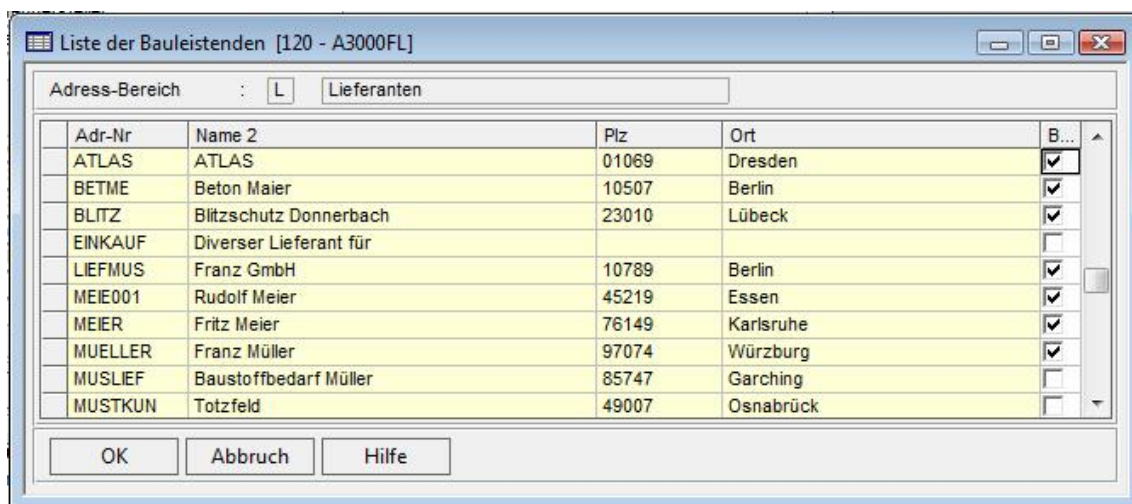 Liste der Bauleistenden [120 - A3000FL]
Adress-Bereich : L Lieferanten
Adr-Nr Name 2 Plz Ort B...
ATLAS ATLAS 01069 Dresden
BETME Beton Maier 10507 Berlin
BLITZ Blitzschutz Donnerbach 23010 Lübeck
EINKAUF Diverser Lieferant für
LIEFMUS Franz GmbH 10789 Berlin
MEIE001 Rudolf Meier 45219 Essen
MEIER Fritz Meier 76149 Karlsruhe
MUELLER Franz Müller 97074 Würzburg
MUSLIEF Baustoffbedarf Müller 85747 Garching
MUSTKUN Totzfeld 49007 Osnabrück
OK Abbruch Hilfe